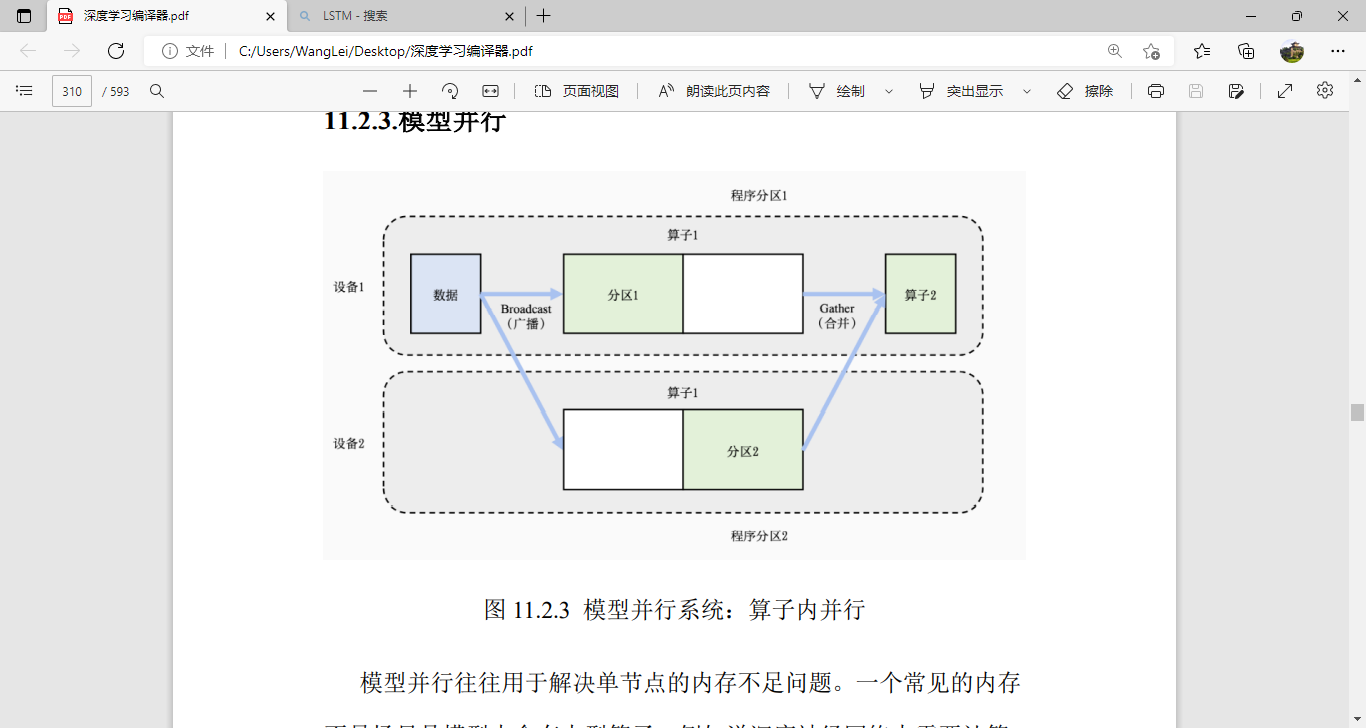 深度学习编译器.pdf
LSTM - 搜索
文件
C:/Users/WangLei/Desktop/深度学习编译器.pdf
310 / 593
页面视图
朗读此页内容
绘制
突出显示
擦除
11.2.3.模型并行
程序分区1
算子1
设备1
数据
Broadcast
（广播）
分区1
Gather
（合并）
算子2
算子1
设备2
分区2
程序分区2
图 11.2.3 模型并行系统：算子内并行
模型并行往往用于解决单节点的内存不足问题。一个常见的内存